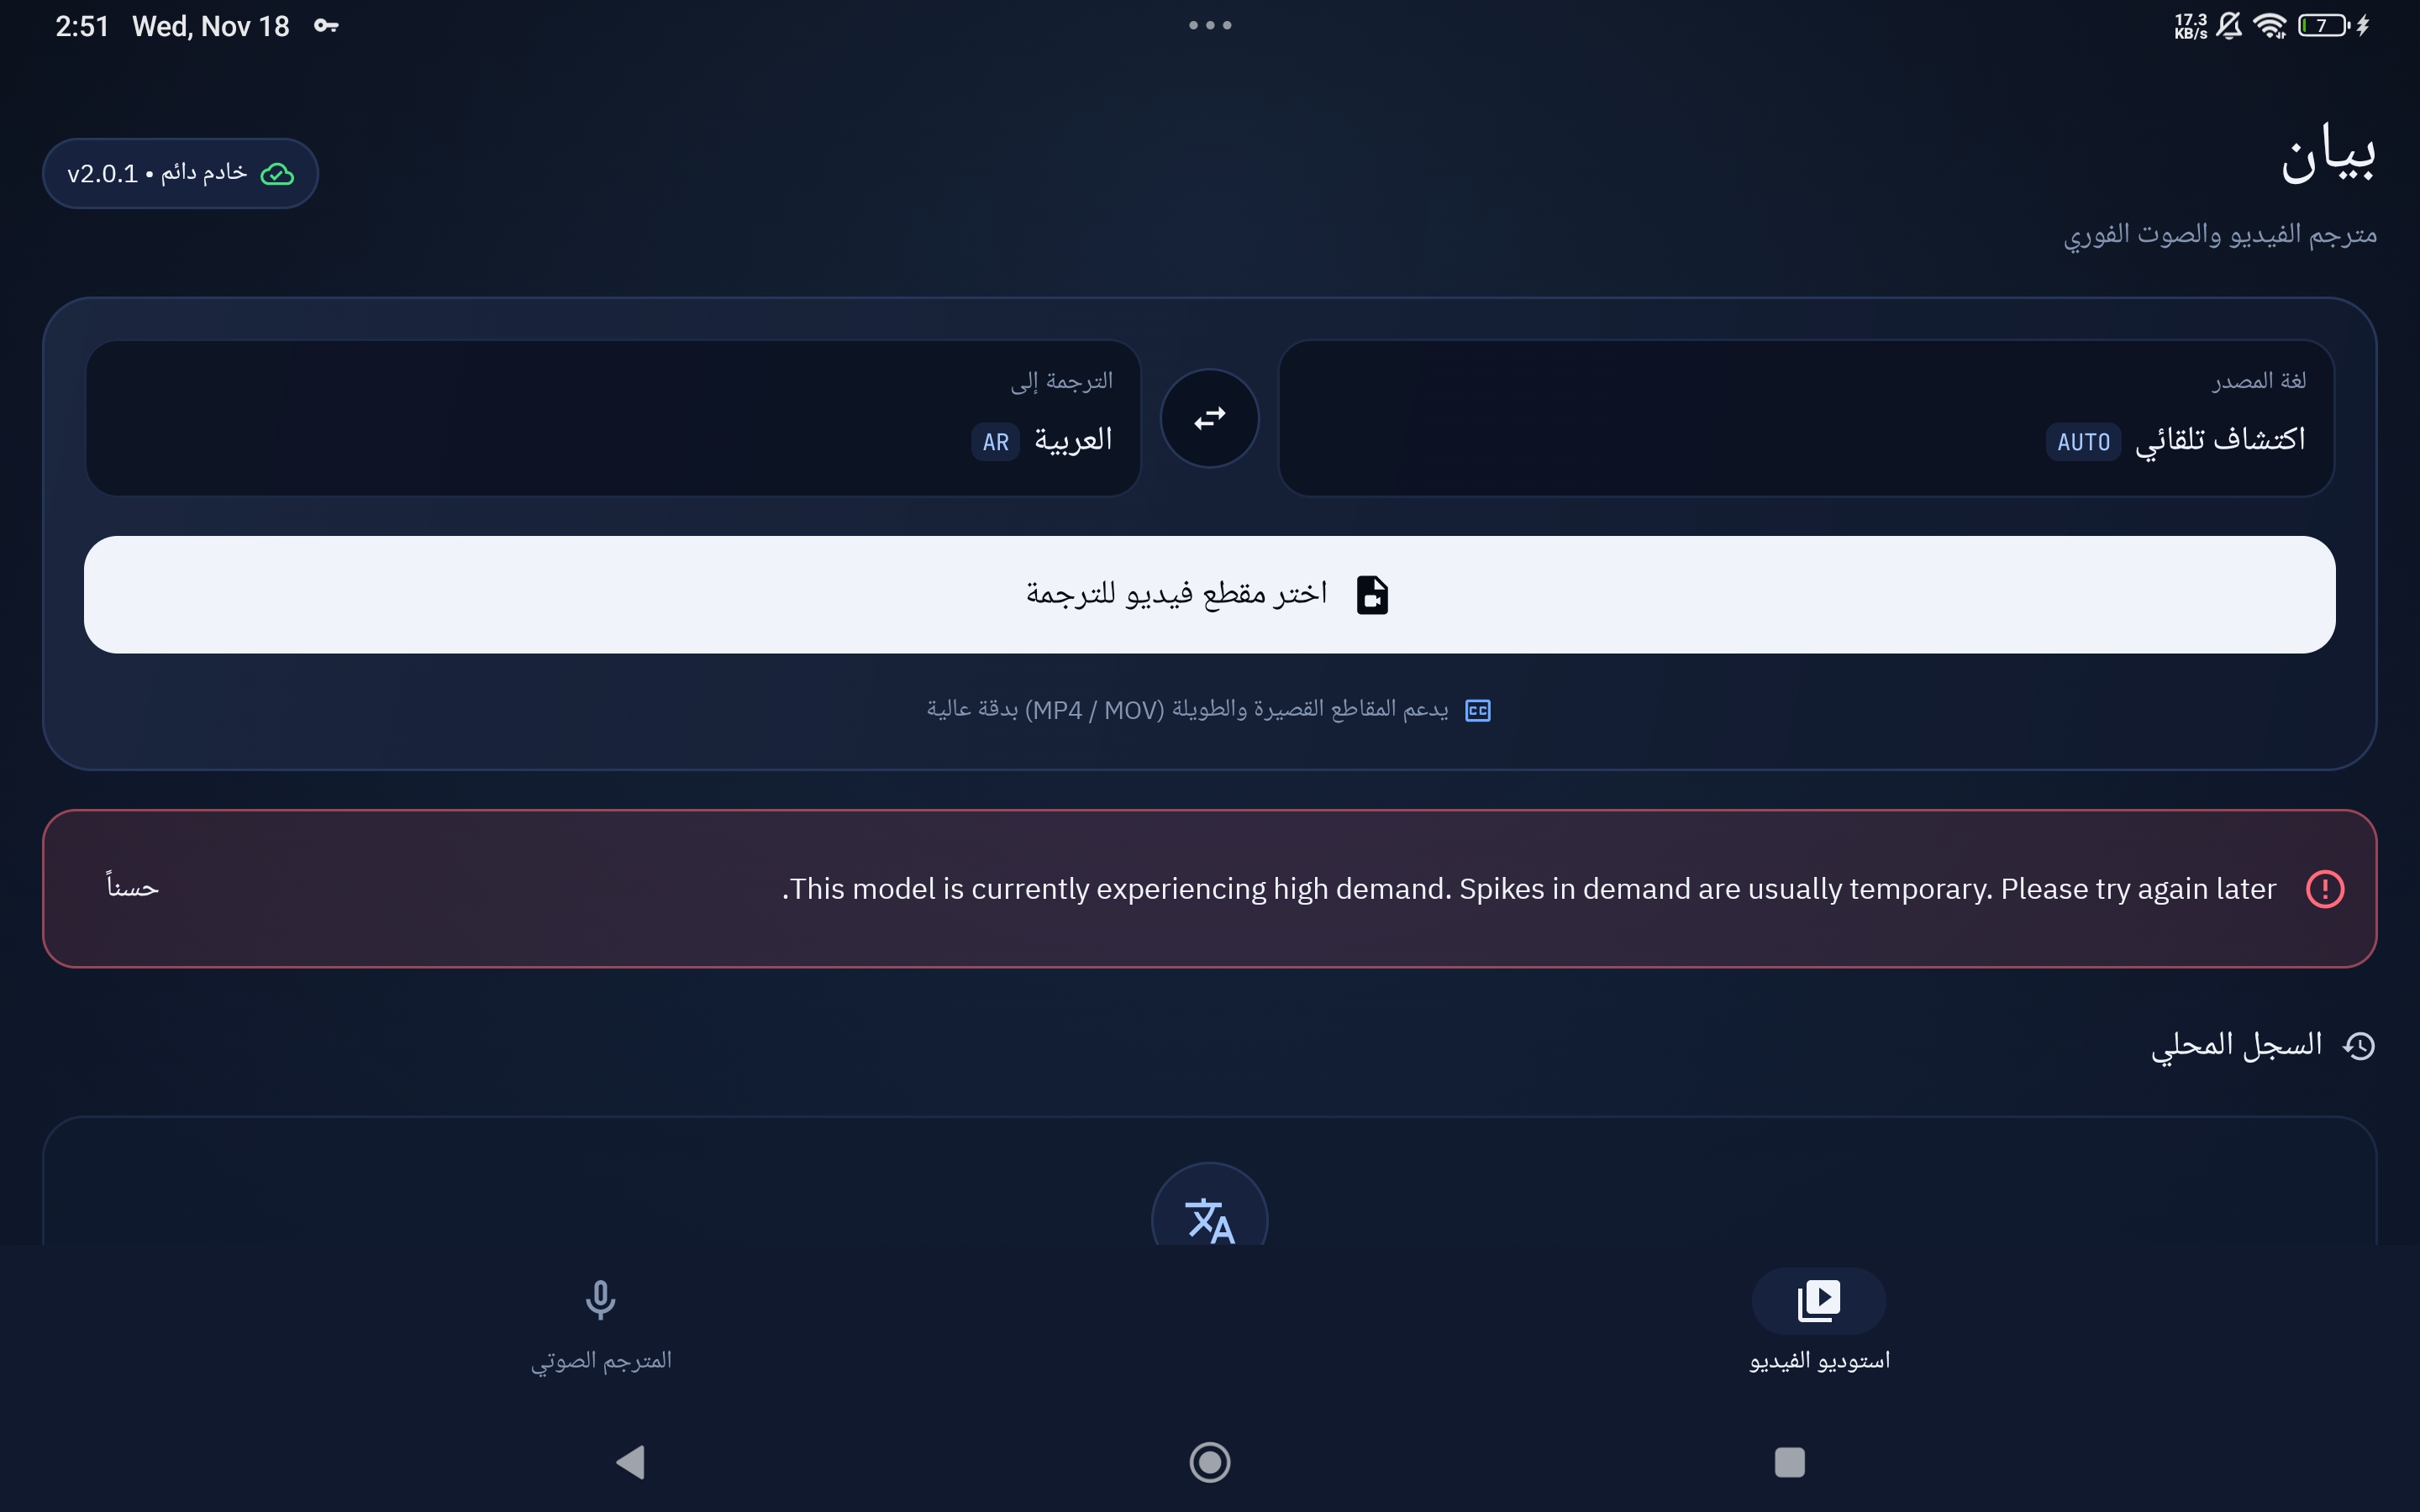 2:51 Wed, Nov 18
17.3 KB/s
7
بيان
خادم دائم • v2.0.1
مترجم الفيديو والصوت الفوري
لغة المصدر
اكتشاف تلقائي AUTO
الترجمة إلى
العربية AR
اختر مقطع فيديو للترجمة
يدعم المقاطع القصيرة والطويلة (MP4 / MOV) بدقة عالية
This model is currently experiencing high demand. Spikes in demand are usually temporary. Please try again later.
حسناً
السجل المحلي
استوديو الفيديو
المترجم الصوتي